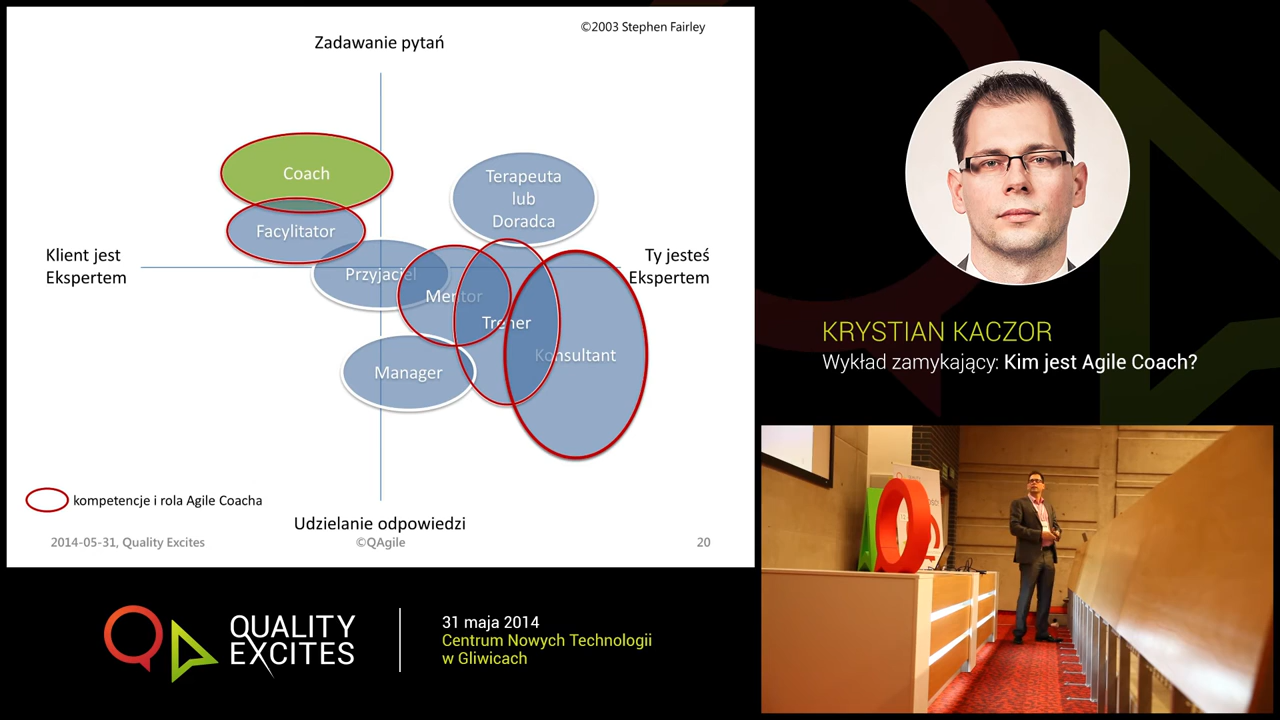 ©2003 Stephen Fairley
Zadawanie pytań
Coach
Facylitator
Terapeuta
lub
Doradca
Klient jest
Ekspertem
Ty jesteś
Ekspertem
Przyjaciel
Mentor
Trener
Konsultant
Manager
kompetencje i rola Agile Coacha
Udzielanie odpowiedzi
2014-05-31, Quality Excites
©QAgile
20
KRYSTIAN KACZOR
Wykład zamykający: Kim jest Agile Coach?
QUALITY
EXCITES
31 maja 2014
Centrum Nowych Technologii
w Gliwicach